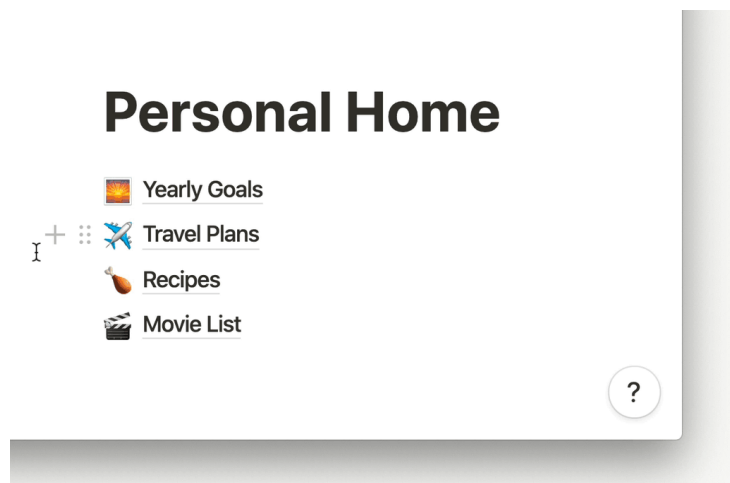 Personal Home
Yearly Goals
Travel Plans
Recipes
Movie List
?